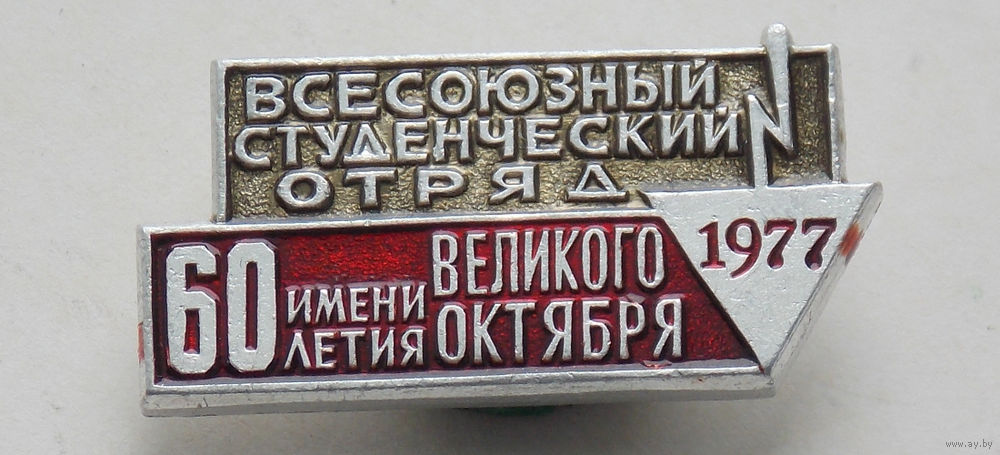 ВСЕСОЮЗНЫЙ
СТУДЕНЧЕСКИЙ
ОТРЯД
1977
60 ИМЕНИ ВЕЛИКОГО
ЛЕТИЯ ОКТЯБРЯ
www.ay.by